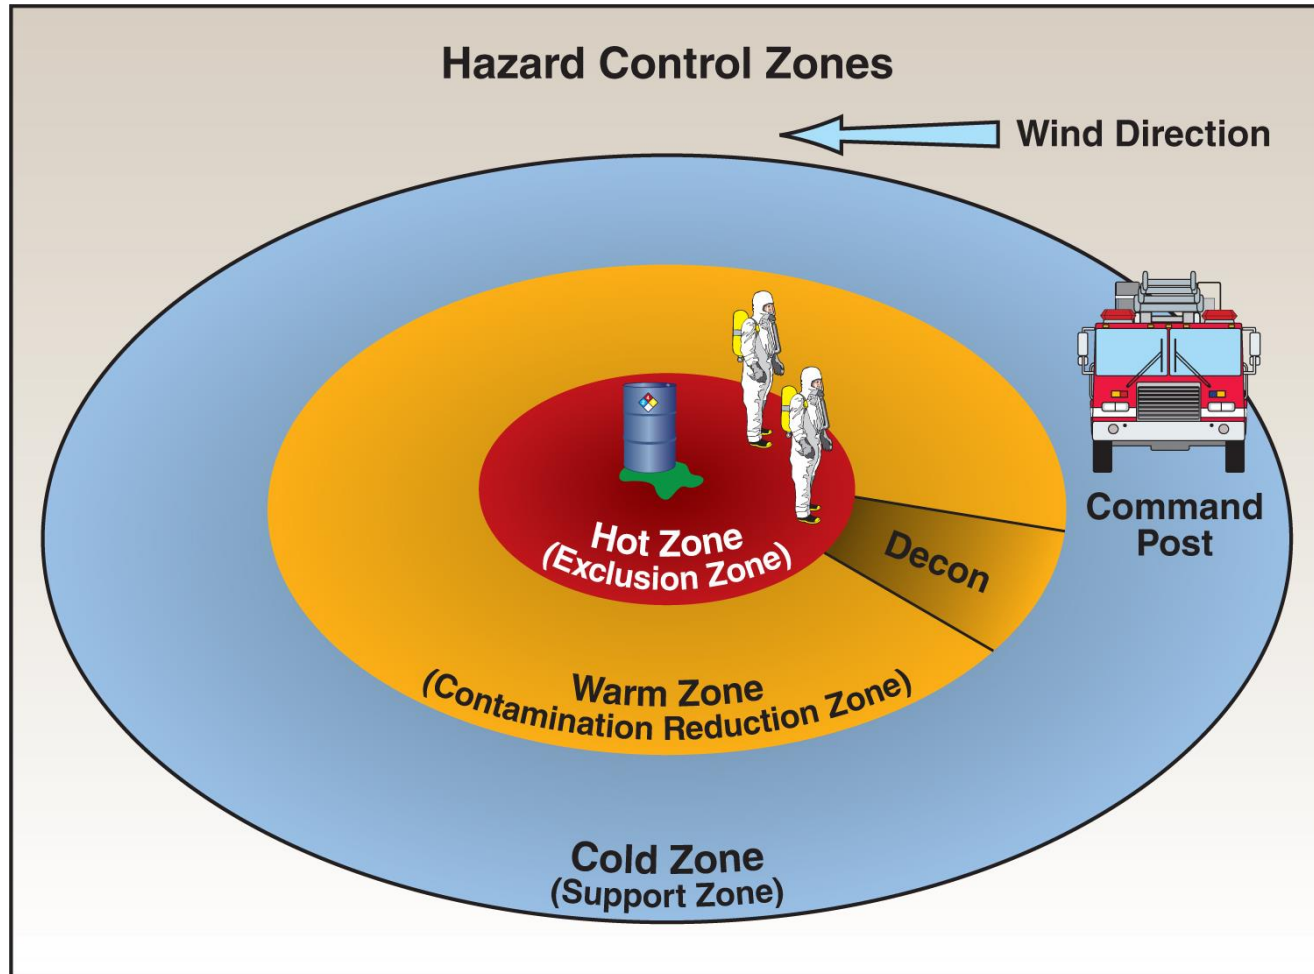 Hazard Control Zones
Wind Direction
Command
Post
Hot Zone
(Exclusion Zone)
Decon
Warm Zone
(Contamination Reduction Zone)
Cold Zone
(Support Zone)